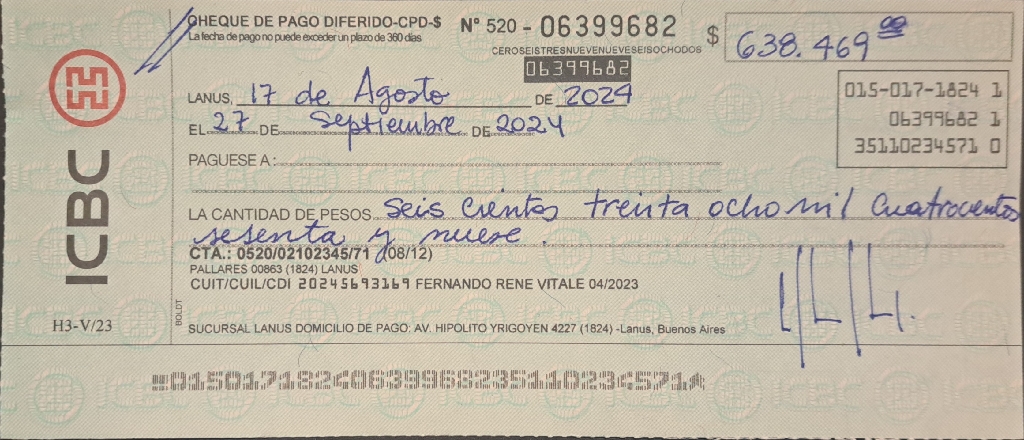 CHEQUE DE PAGO DIFERIDO-CPD-$ Nº 520 - 06399682 $ 638.469 00
La fecha de pago no puede exceder un plazo de 360 dias
CEROSEISTRESNUEVENUEVESEISOCHODOS
06399682
LANUS, 17 de Agosto DE 2024
015-017-1824 1
06399682 1
35110234571 0
EL 27 DE Septiembre DE 2024
PAGUESE A :
LA CANTIDAD DE PESOS seis cientos treinta ocho mil cuatrocientos
sesenta y nueve.
CTA.: 0520/02102345/71 (08/12)
PALLARES 00863 (1824) LANUS
CUIT/CUIL/CDI 20245693169 FERNANDO RENE VITALE 04/2023
SUCURSAL LANUS DOMICILIO DE PAGO: AV. HIPOLITO YRIGOYEN 4227 (1824) -Lanus, Buenos Aires
ICBC
H3-V/23
BOLDT
01501718240639968235110234571